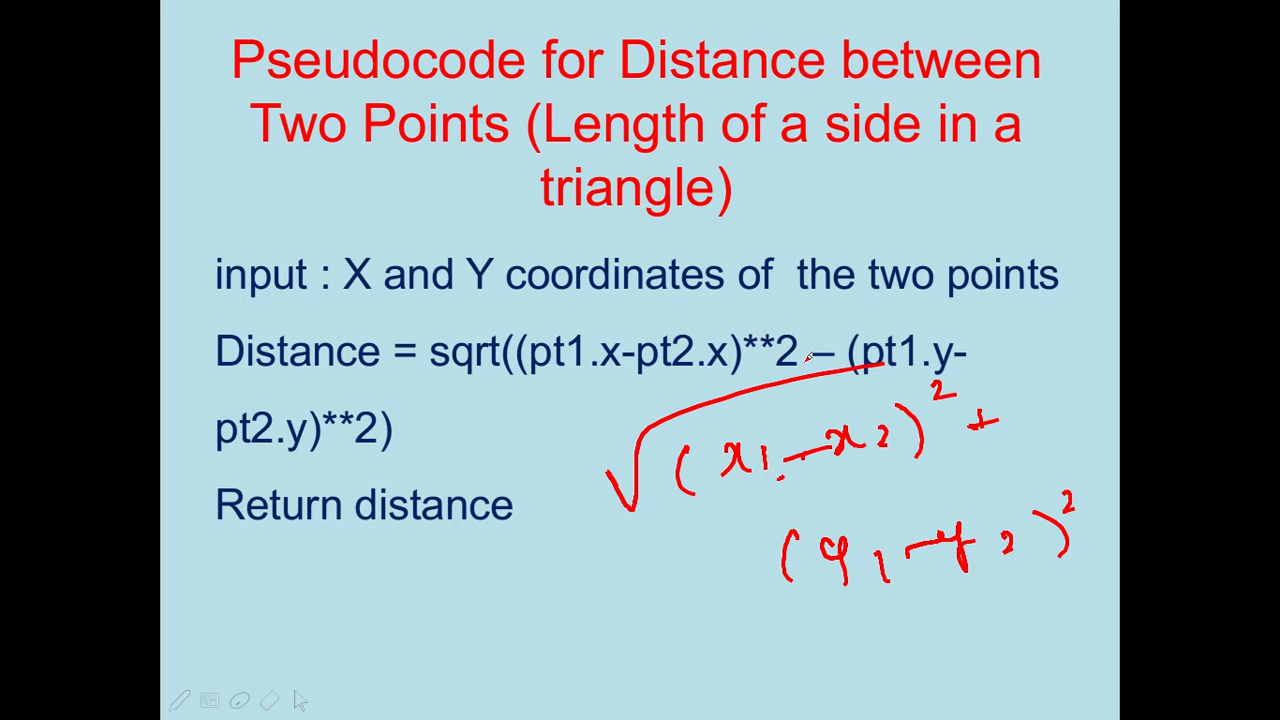 Pseudocode for Distance between
Two Points (Length of a side in a
triangle)
input : X and Y coordinates of the two points
Distance = sqrt((pt1.x-pt2.x)**2 – (pt1.y-
pt2.y)**2)
√(x1-x2)² +
(y1-y2)²
Return distance